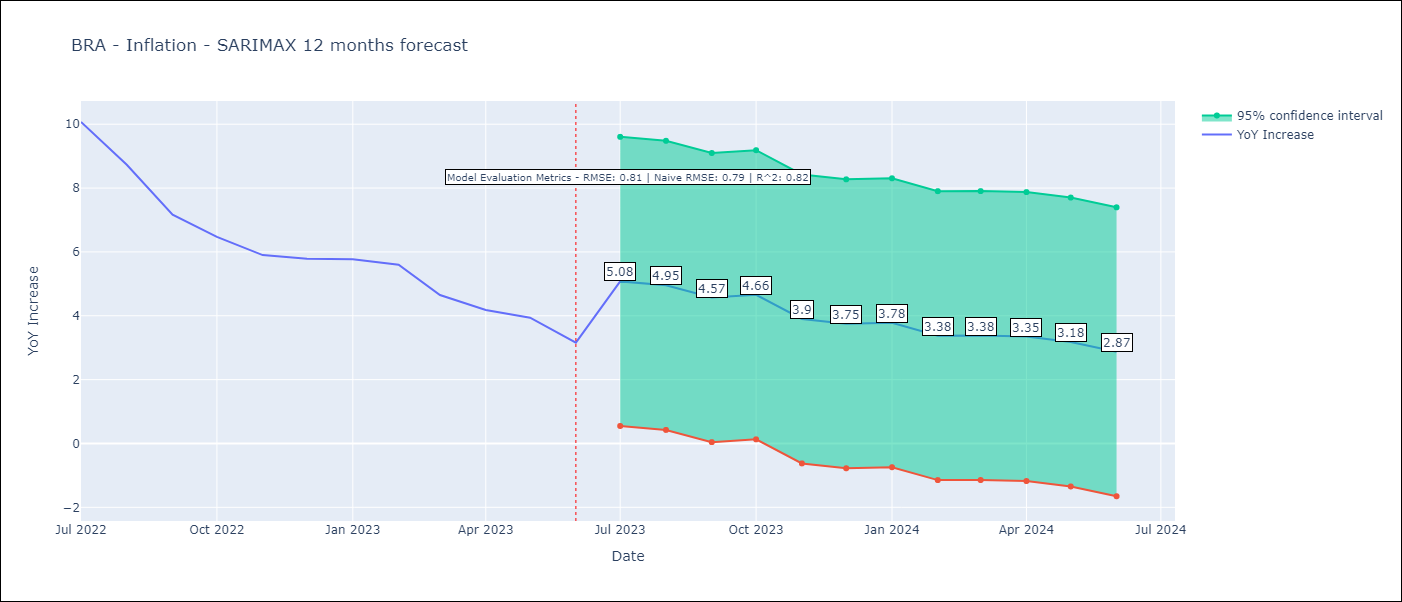 BRA - Inflation - SARIMAX 12 months forecast
95% confidence interval
YoY Increase
Model Evaluation Metrics - RMSE: 0.81 | Naive RMSE: 0.79 | R^2: 0.82
10
8
6
4
2
0
−2
YoY Increase
5.08
4.95
4.57
4.66
3.9
3.75
3.78
3.38
3.38
3.35
3.18
2.87
Jul 2022
Oct 2022
Jan 2023
Apr 2023
Jul 2023
Oct 2023
Jan 2024
Apr 2024
Jul 2024
Date